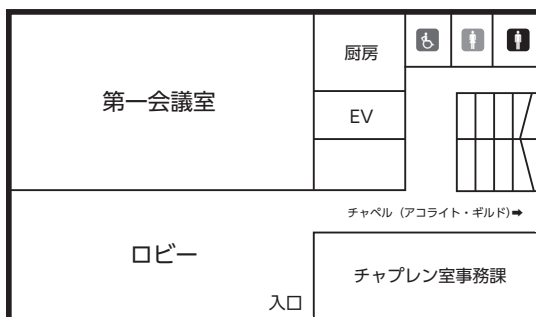 厨房
第一会議室
EV
チャペル（アコライト・ギルド）➡
ロビー
チャプレン室事務課
入口